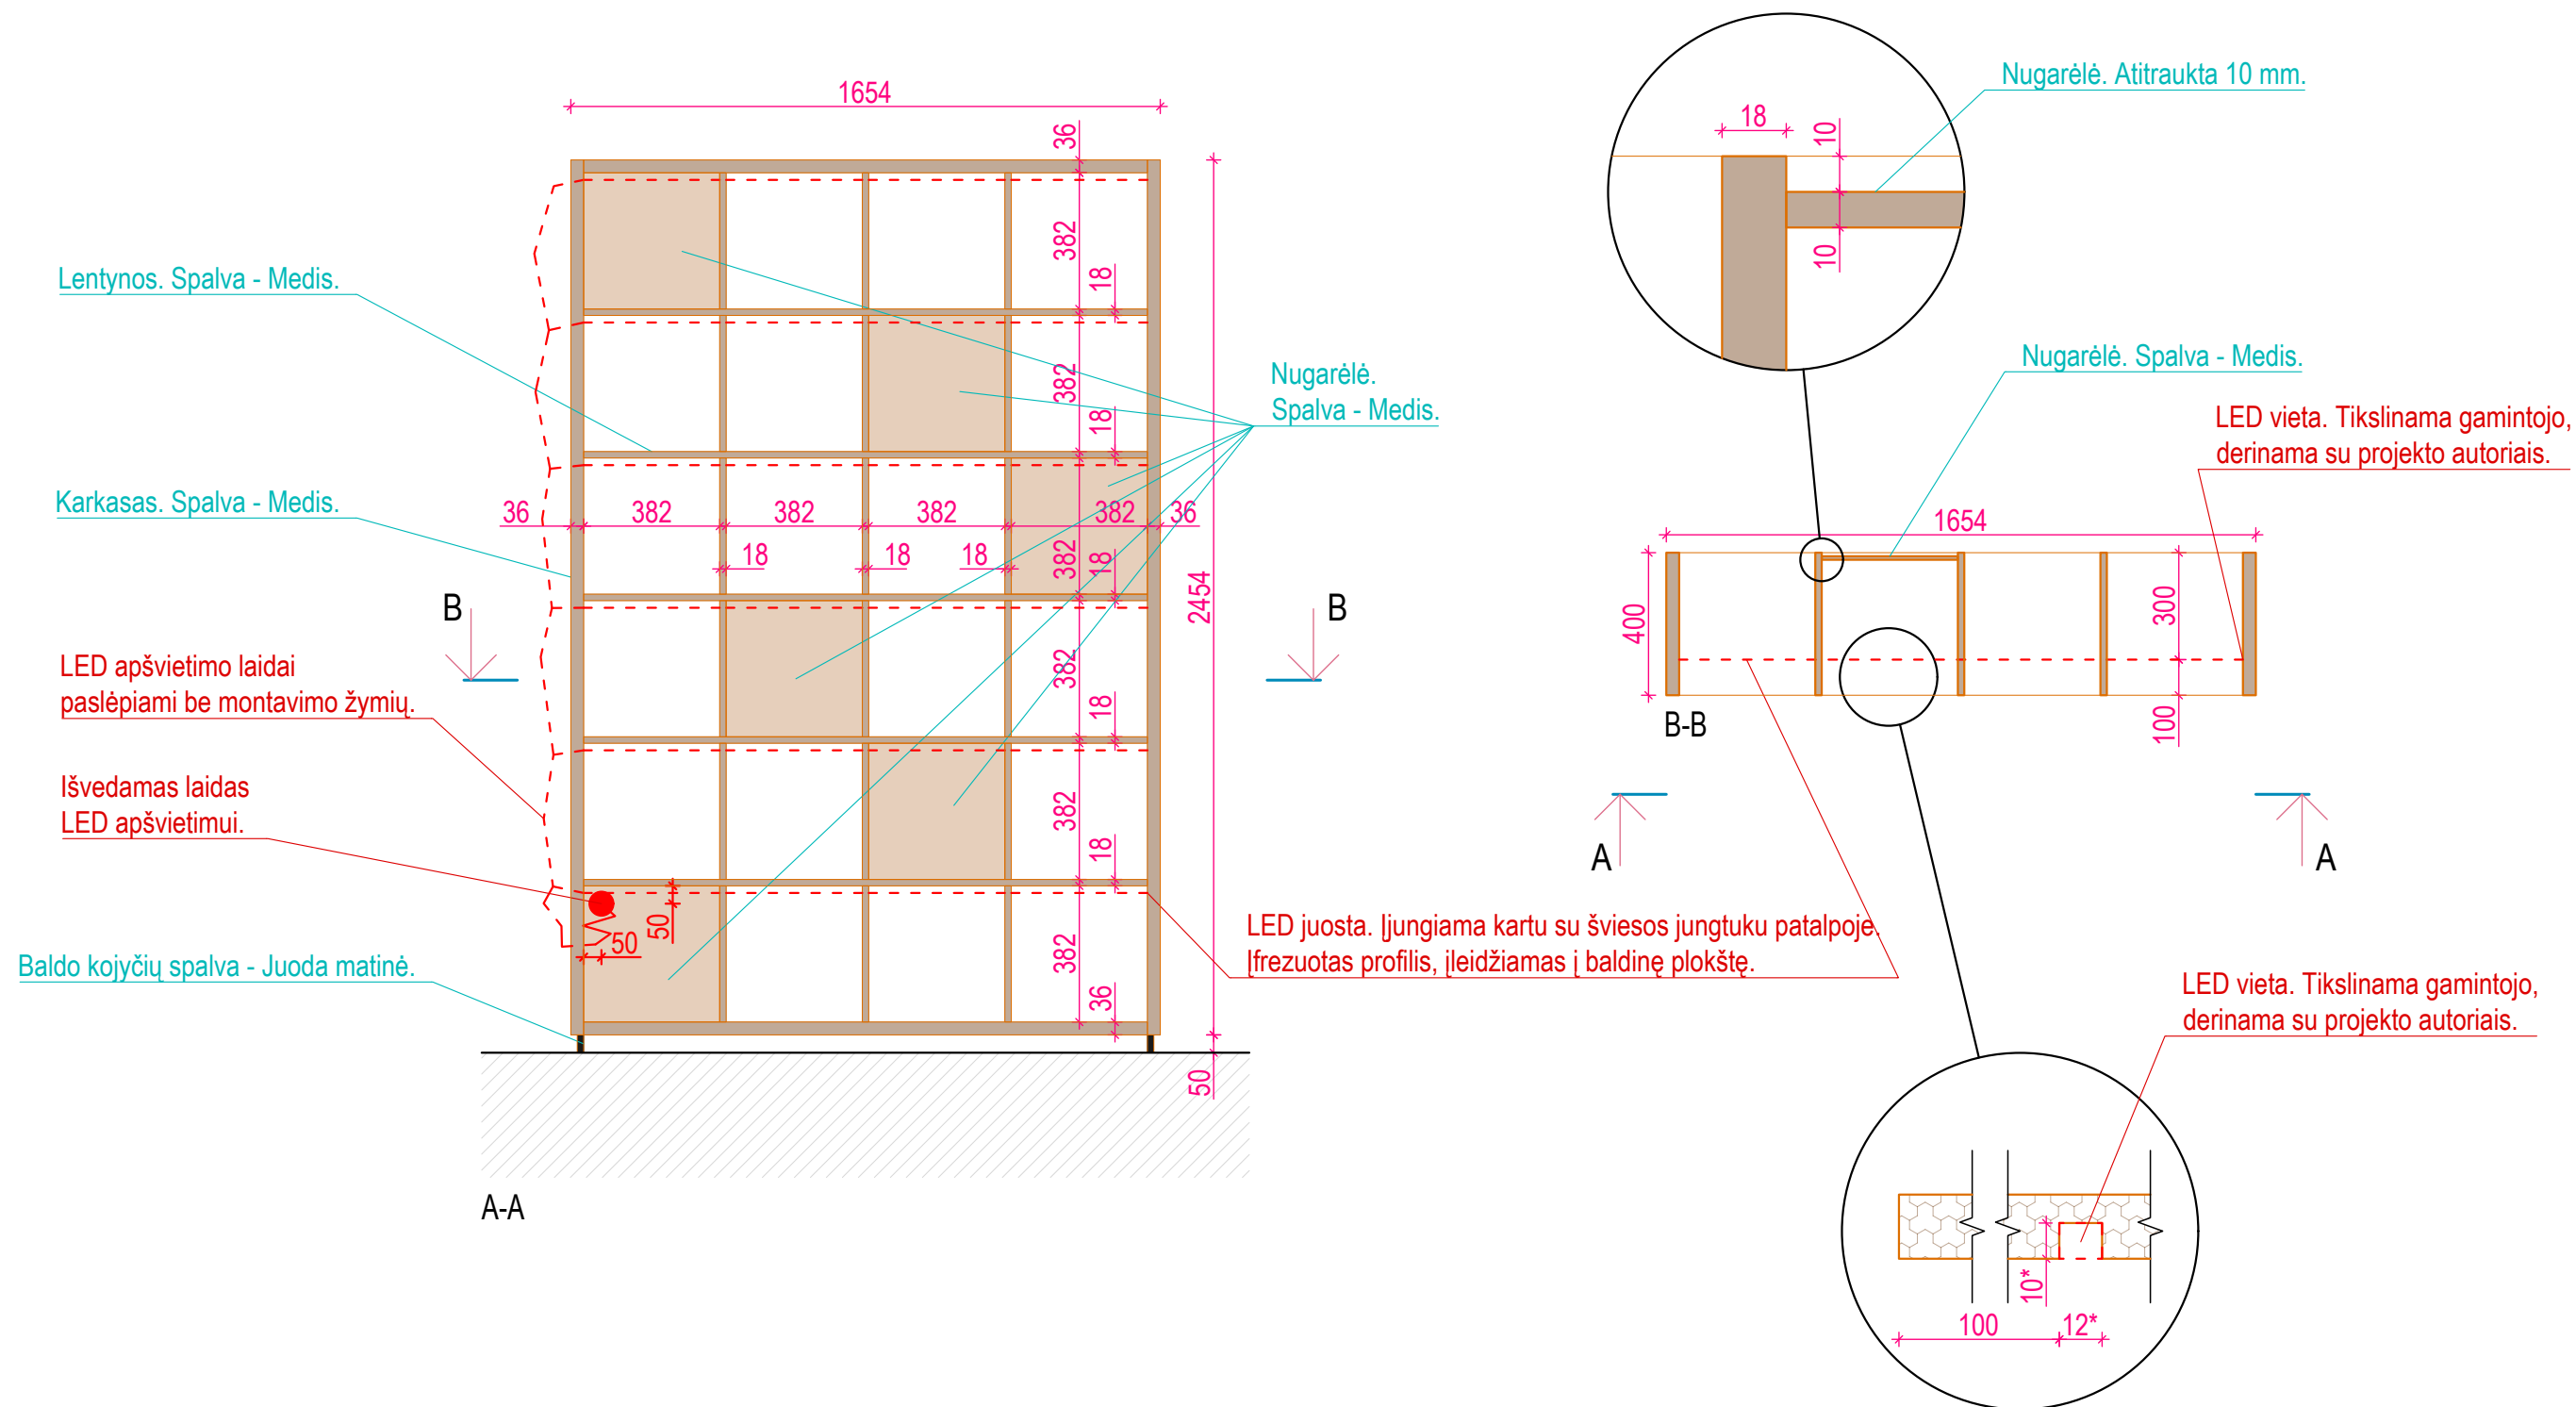 1654
36
382
18
382
18
382
18
382
18
382
18
382
36
2454
50
36
382
382
382
382
36
18
18
18
50
50
Lentynos. Spalva - Medis.
Karkasas. Spalva - Medis.
B
B
LED apšvietimo laidai
paslėpiami be montavimo žymių.
Išvedamas laidas
LED apšvietimui.
Baldo kojyčių spalva - Juoda matinė.
Nugarėlė.
Spalva - Medis.
LED juosta. Įjungiama kartu su šviesos jungtuku patalpoje.
Įfrezuotas profilis, įleidžiamas į baldinę plokštę.
A-A
Nugarėlė. Atitraukta 10 mm.
18
10
10
Nugarėlė. Spalva - Medis.
LED vieta. Tikslinama gamintojo,
derinama su projekto autoriais.
1654
400
300
100
B-B
A
A
LED vieta. Tikslinama gamintojo,
derinama su projekto autoriais.
10*
100
12*